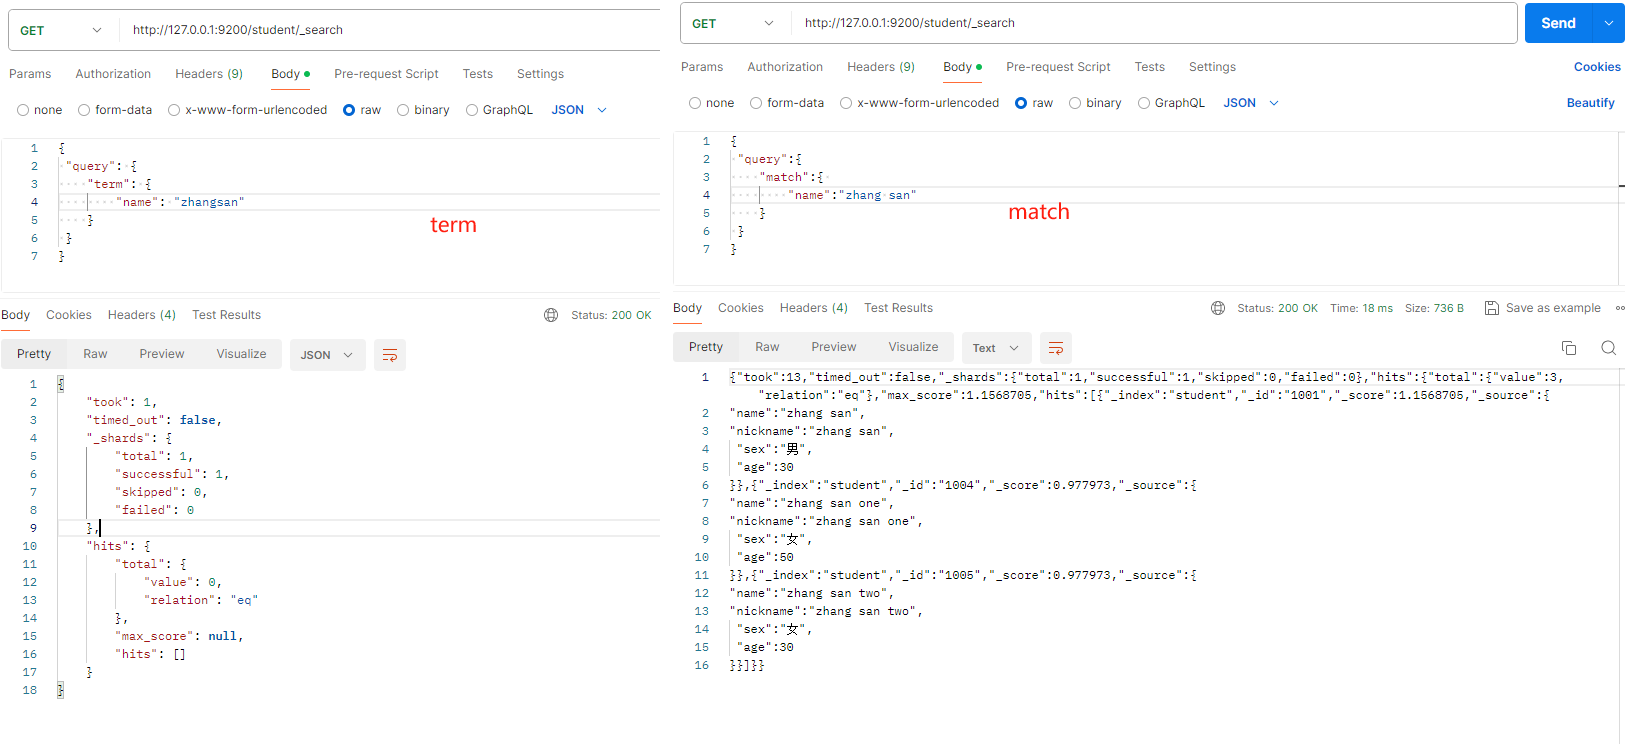 GET http://127.0.0.1:9200/student/_search
Params Authorization Headers (9) Body Pre-request Script Tests Settings
none form-data x-www-form-urlencoded raw binary GraphQL JSON
1 {
2 "query": {
3 "term": {
4 "name": "zhangsan"
5 }
6 }
7 }
term
Body Cookies Headers (4) Test Results Status: 200 OK
Pretty Raw Preview Visualize JSON
1 {
2 "took": 1,
3 "timed_out": false,
4 "_shards": {
5 "total": 1,
6 "successful": 1,
7 "skipped": 0,
8 "failed": 0
9 },
10 "hits": {
11 "total": {
12 "value": 0,
13 "relation": "eq"
14 },
15 "max_score": null,
16 "hits": []
17 }
18 }
GET http://127.0.0.1:9200/student/_search Send
Params Authorization Headers (9) Body Pre-request Script Tests Settings Cookies
none form-data x-www-form-urlencoded raw binary GraphQL JSON Beautify
1 {
2 "query":{
3 "match":{
4 "name":"zhang san"
5 }
6 }
7 }
match
Body Cookies Headers (4) Test Results Status: 200 OK Time: 18 ms Size: 736 B Save as example
Pretty Raw Preview Visualize Text
1 {"took":13,"timed_out":false,"_shards":{"total":1,"successful":1,"skipped":0,"failed":0},"hits":{"total":{"value":3,
"relation":"eq"},"max_score":1.1568705,"hits":[{"_index":"student","_id":"1001","_score":1.1568705,"_source":{
2 "name":"zhang san",
3 "nickname":"zhang san",
4 "sex":"男",
5 "age":30
6 }},{"_index":"student","_id":"1004","_score":0.977973,"_source":{
7 "name":"zhang san one",
8 "nickname":"zhang san one",
9 "sex":"女",
10 "age":50
11 }},{"_index":"student","_id":"1005","_score":0.977973,"_source":{
12 "name":"zhang san two",
13 "nickname":"zhang san two",
14 "sex":"女",
15 "age":30
16 }}]}}